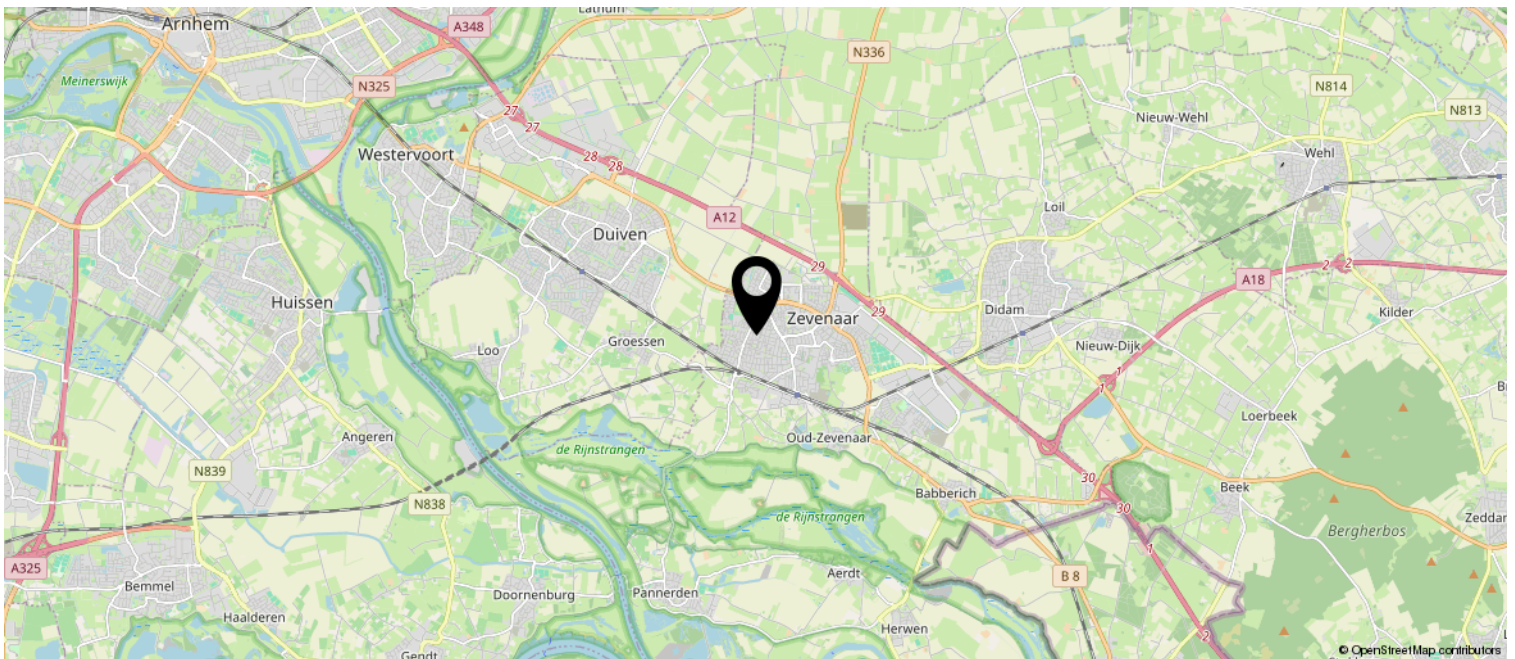 Lathum
Arnhem
A348
N336
Meinerswijk
N325
N814
N813
27
27
Nieuw-Wehl
Westervoort
28
28
Wehl
A12
Loil
Duiven
29
2
2
A18
Huissen
29
Didam
Kilder
Zevenaar
Groessen
Loo
Nieuw-Dijk
1
1
Loerbeek
Angeren
Oud-Zevenaar
de Rijnstrangen
N839
30
Beek
Babberich
N838
30
de Rijnstrangen
Bergherbos
Zeddam
1
A325
Bemmel
Aerdt
B 8
Doornenburg
Pannerden
Haalderen
Herwen
2
Gendt
© OpenStreetMap contributors